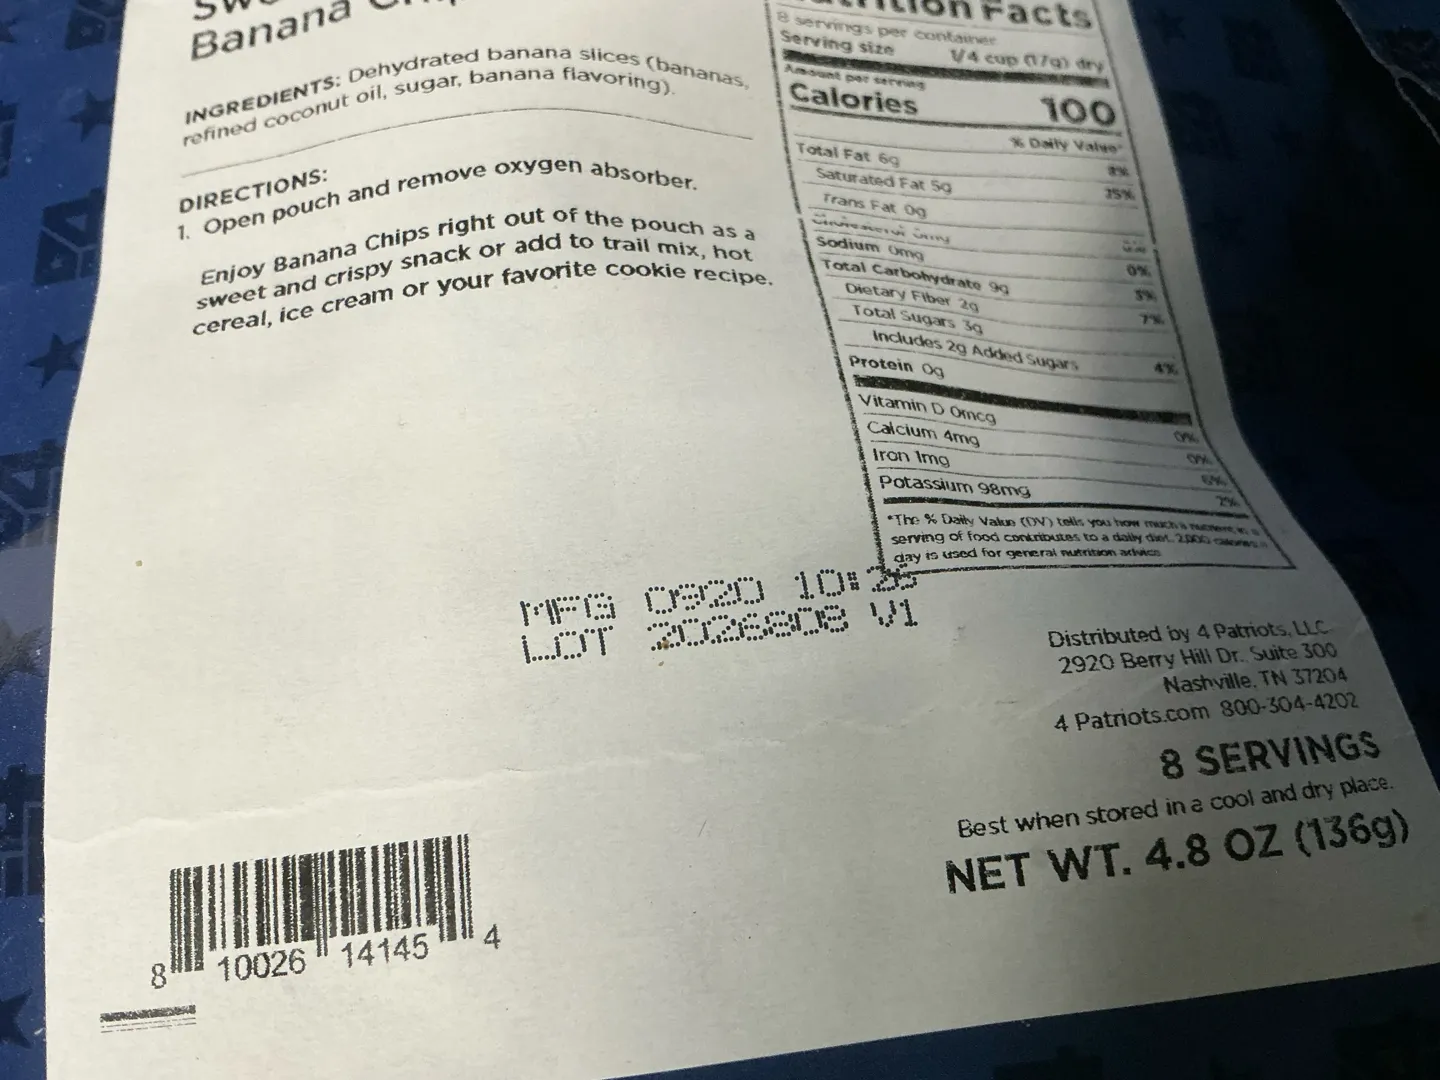 Banana
INGREDIENTS: Dehydrated banana slices (bananas,
refined coconut oil, sugar, banana flavoring).
DIRECTIONS:
1. Open pouch and remove oxygen absorber.
Enjoy Banana Chips right out of the pouch as a
sweet and crispy snack or add to trail mix, hot
cereal, ice cream or your favorite cookie recipe.
Facts
8 servings per container
Serving size 1/4 cup (17g) dry
Amount per serving
Calories 100
% Daily Value*
Total Fat 6g 8%
Saturated Fat 5g 25%
Trans Fat 0g
Sodium 0mg 0%
Total Carbohydrate 9g 3%
Dietary Fiber 2g 7%
Total Sugars 3g
Includes 2g Added Sugars 4%
Protein 0g
Vitamin D 0mcg 0%
Calcium 4mg 0%
Iron 1mg 6%
Potassium 98mg 2%
*The % Daily Value (DV) tells you how much a nutrient in a
serving of food contributes to a daily diet. 2,000 calories a
day is used for general nutrition advice.
MFG 0920 10:26
LOT 2026808 V1
Distributed by 4 Patriots, LLC
2920 Berry Hill Dr. Suite 300
Nashville, TN 37204
4 Patriots.com 800-304-4202
8 SERVINGS
Best when stored in a cool and dry place.
NET WT. 4.8 OZ (136g)
8 10026 14145 4